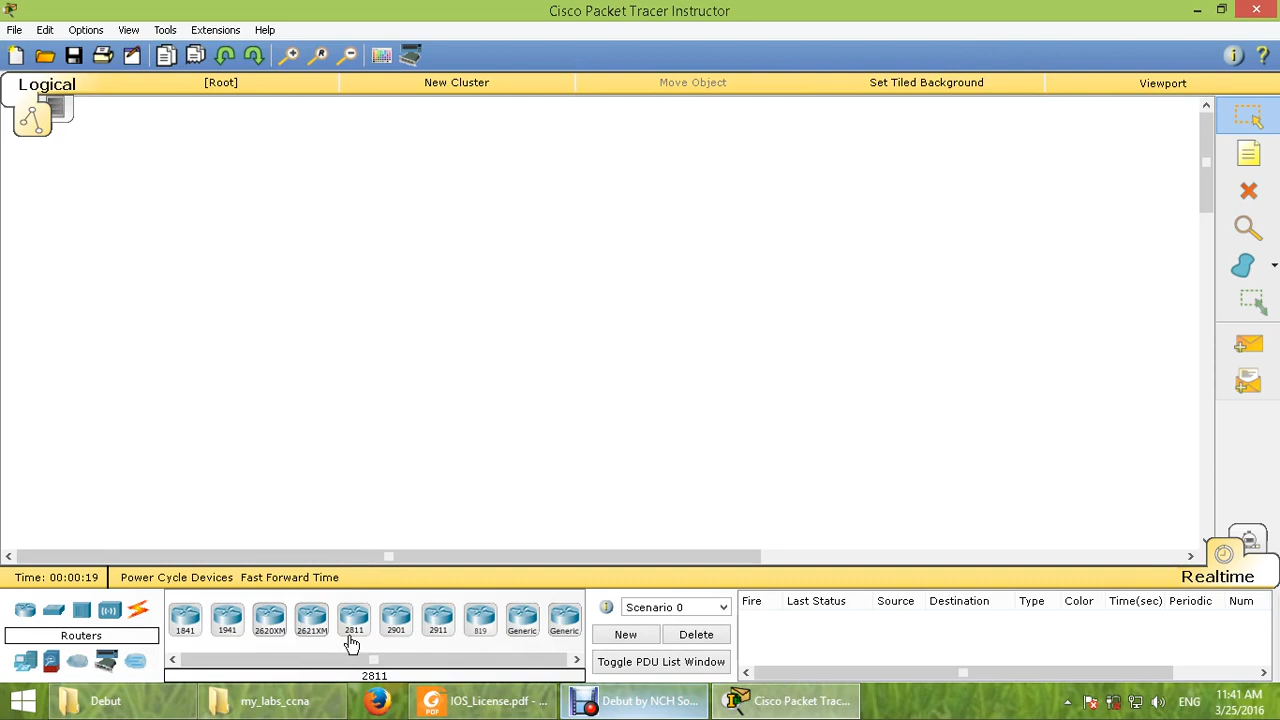 Cisco Packet Tracer Instructor
File Edit Options View Tools Extensions Help
Logical [Root] New Cluster Move Object Set Tiled Background Viewport
Time: 00:00:19 Power Cycle Devices Fast Forward Time
Realtime
1841 1941 2620XM 2621XM 2811 2901 2911 819 Generic Generic
Routers
2811
Scenario 0
New Delete
Toggle PDU List Window
Fire Last Status Source Destination Type Color Time(sec) Periodic Num
Debut my_labs_ccna IOS_License.pdf - ... Debut by NCH So... Cisco Packet Trac... ENG
11:41 AM
3/25/2016